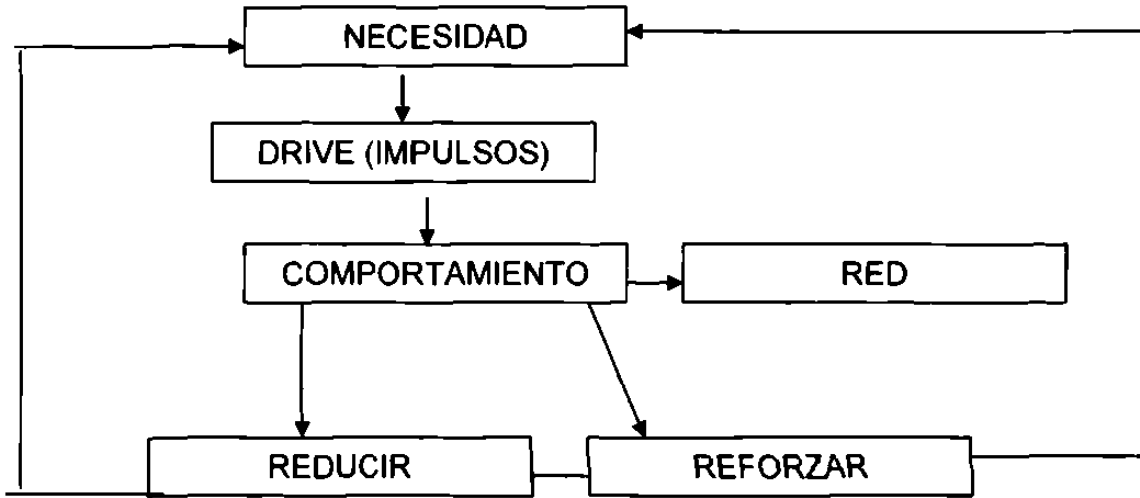 NECESIDAD
DRIVE (IMPULSOS)
COMPORTAMIENTO
RED
REDUCIR
REFORZAR